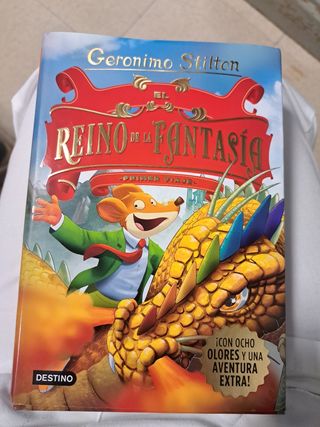 Geronimo Stilton
EL
REINO DE LA FANTASÍA
-PRIMER VIAJE-
¡CON OCHO
OLORES Y UNA
AVENTURA
EXTRA!
DESTINO